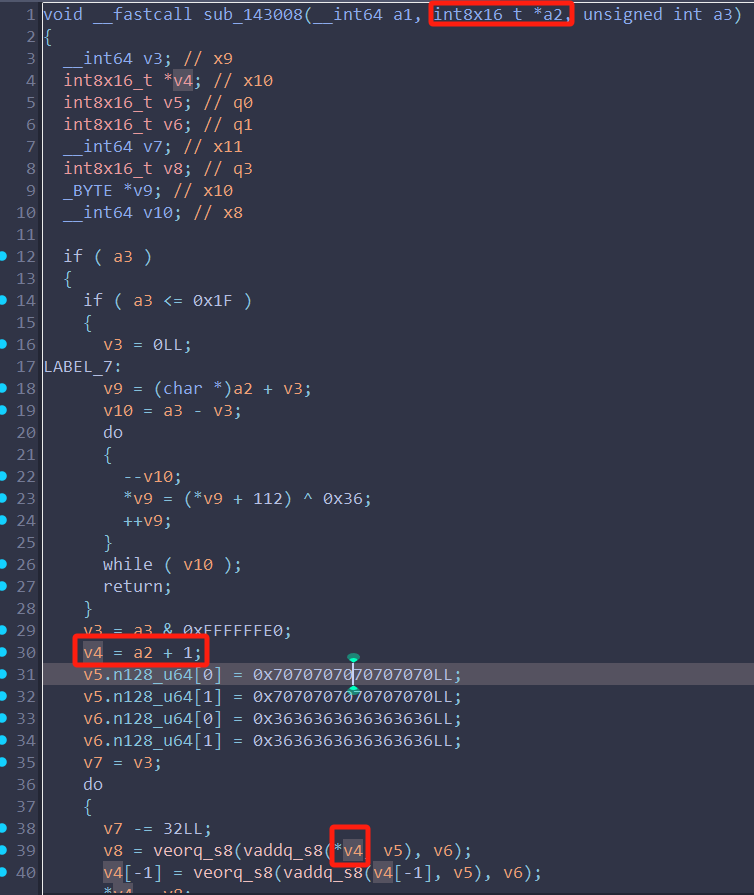 1 void __fastcall sub_143008(__int64 a1, int8x16_t *a2, unsigned int a3)
2 {
3 __int64 v3; // x9
4 int8x16_t *v4; // x10
5 int8x16_t v5; // q0
6 int8x16_t v6; // q1
7 __int64 v7; // x11
8 int8x16_t v8; // q3
9 _BYTE *v9; // x10
10 __int64 v10; // x8
11
12 if ( a3 )
13 {
14 if ( a3 <= 0x1F )
15 {
16 v3 = 0LL;
17 LABEL_7:
18 v9 = (char *)a2 + v3;
19 v10 = a3 - v3;
20 do
21 {
22 --v10;
23 *v9 = (*v9 + 112) ^ 0x36;
24 ++v9;
25 }
26 while ( v10 );
27 return;
28 }
29 v3 = a3 & 0xFFFFFFE0;
30 v4 = a2 + 1;
31 v5.n128_u64[0] = 0x7070707070707070LL;
32 v5.n128_u64[1] = 0x7070707070707070LL;
33 v6.n128_u64[0] = 0x3636363636363636LL;
34 v6.n128_u64[1] = 0x3636363636363636LL;
35 v7 = v3;
36 do
37 {
38 v7 -= 32LL;
39 v8 = veorq_s8(vaddq_s8(*v4, v5), v6);
40 v4[-1] = veorq_s8(vaddq_s8(v4[-1], v5), v6);